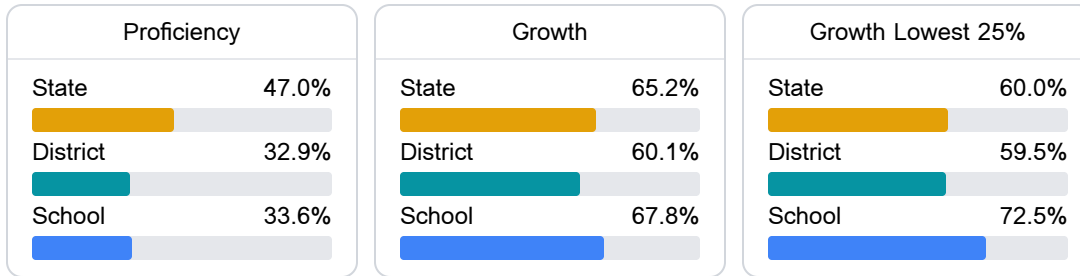 Proficiency
State 47.0%
District 32.9%
School 33.6%
Growth
State 65.2%
District 60.1%
School 67.8%
Growth Lowest 25%
State 60.0%
District 59.5%
School 72.5%